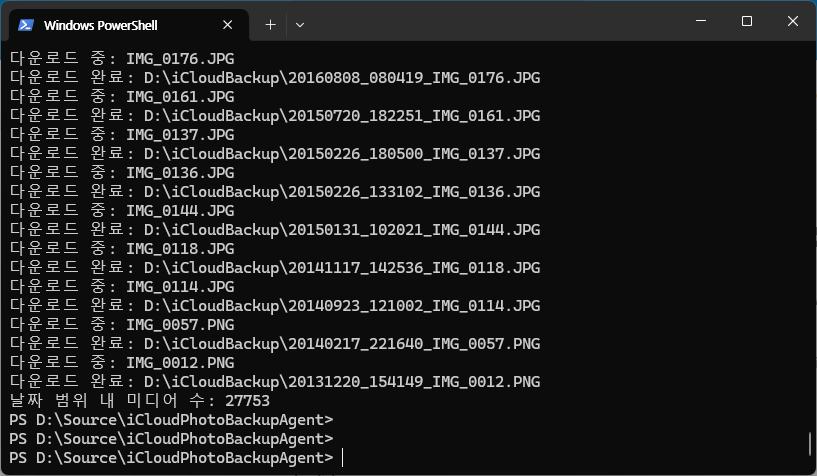 Windows PowerShell
다운로드 중: IMG_0176.JPG
다운로드 완료: D:\iCloudBackup\20160808_080419_IMG_0176.JPG
다운로드 중: IMG_0161.JPG
다운로드 완료: D:\iCloudBackup\20150720_182251_IMG_0161.JPG
다운로드 중: IMG_0137.JPG
다운로드 완료: D:\iCloudBackup\20150226_180500_IMG_0137.JPG
다운로드 중: IMG_0136.JPG
다운로드 완료: D:\iCloudBackup\20150226_133102_IMG_0136.JPG
다운로드 중: IMG_0144.JPG
다운로드 완료: D:\iCloudBackup\20150131_102021_IMG_0144.JPG
다운로드 중: IMG_0118.JPG
다운로드 완료: D:\iCloudBackup\20141117_142536_IMG_0118.JPG
다운로드 중: IMG_0114.JPG
다운로드 완료: D:\iCloudBackup\20140923_121002_IMG_0114.JPG
다운로드 중: IMG_0057.PNG
다운로드 완료: D:\iCloudBackup\20140217_221640_IMG_0057.PNG
다운로드 중: IMG_0012.PNG
다운로드 완료: D:\iCloudBackup\20131220_154149_IMG_0012.PNG
날짜 범위 내 미디어 수: 27753
PS D:\Source\iCloudPhotoBackupAgent>
PS D:\Source\iCloudPhotoBackupAgent>
PS D:\Source\iCloudPhotoBackupAgent>